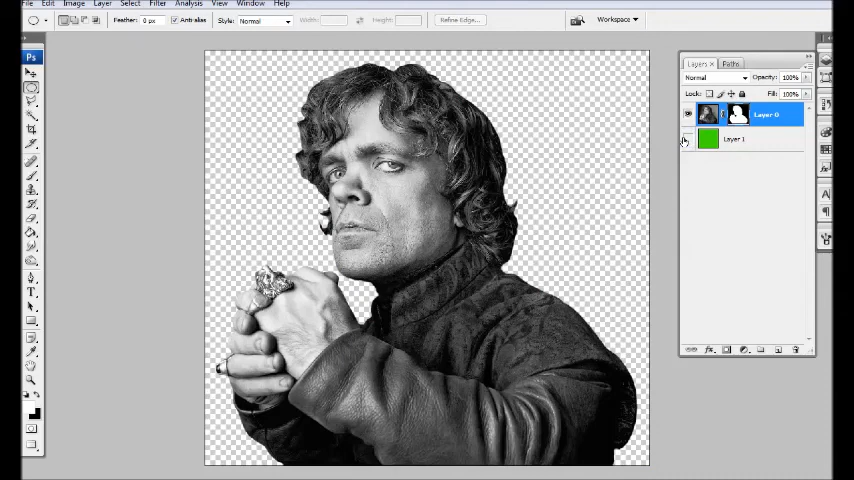 File Edit Image Layer Select Filter Analysis View Window Help
Feather: 0 px Anti-alias Style: Normal Width: Height: Refine Edge... Workspace
Ps
Layers × Paths
Normal Opacity: 100%
Lock: Fill: 100%
Layer 0
Layer 1
T
A
fx